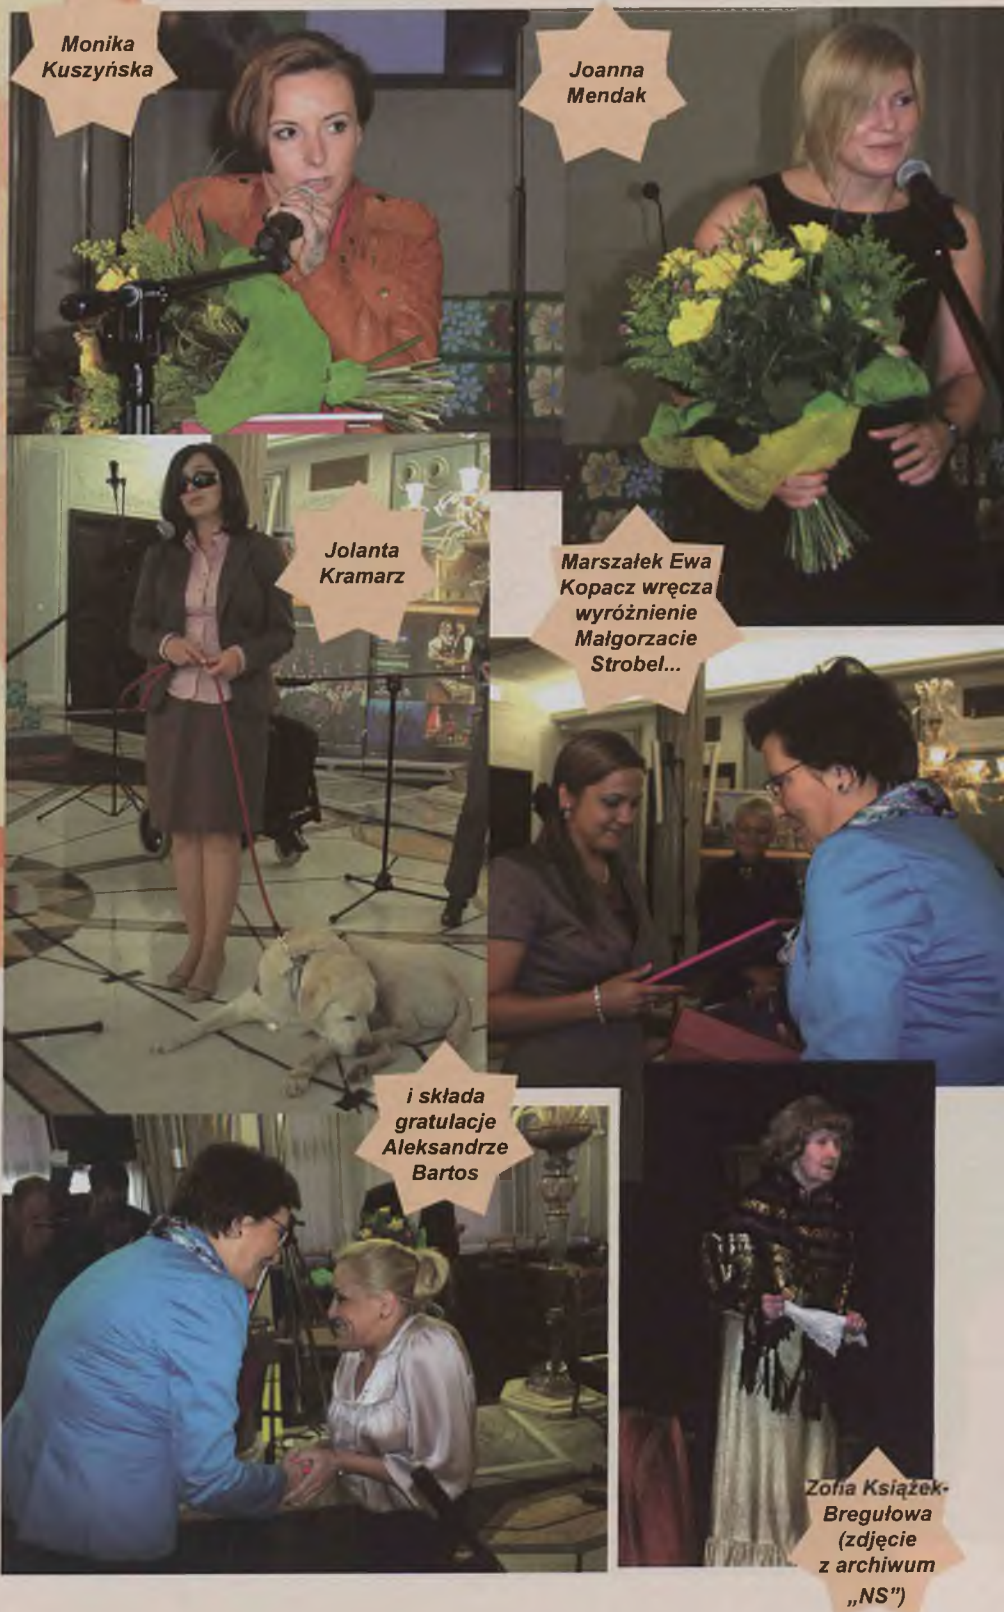 Monika
Kuszyńska
Joanna
Mendak
Jolanta
Kramarz
Marszałek Ewa
Kopacz wręcza
wyróżnienie
Małgorzacie
Strobel...
i składa
gratulacje
Aleksandrze
Bartos
Zofia Książek-
Bregułowa
(zdjęcie
z archiwum
„NS”)